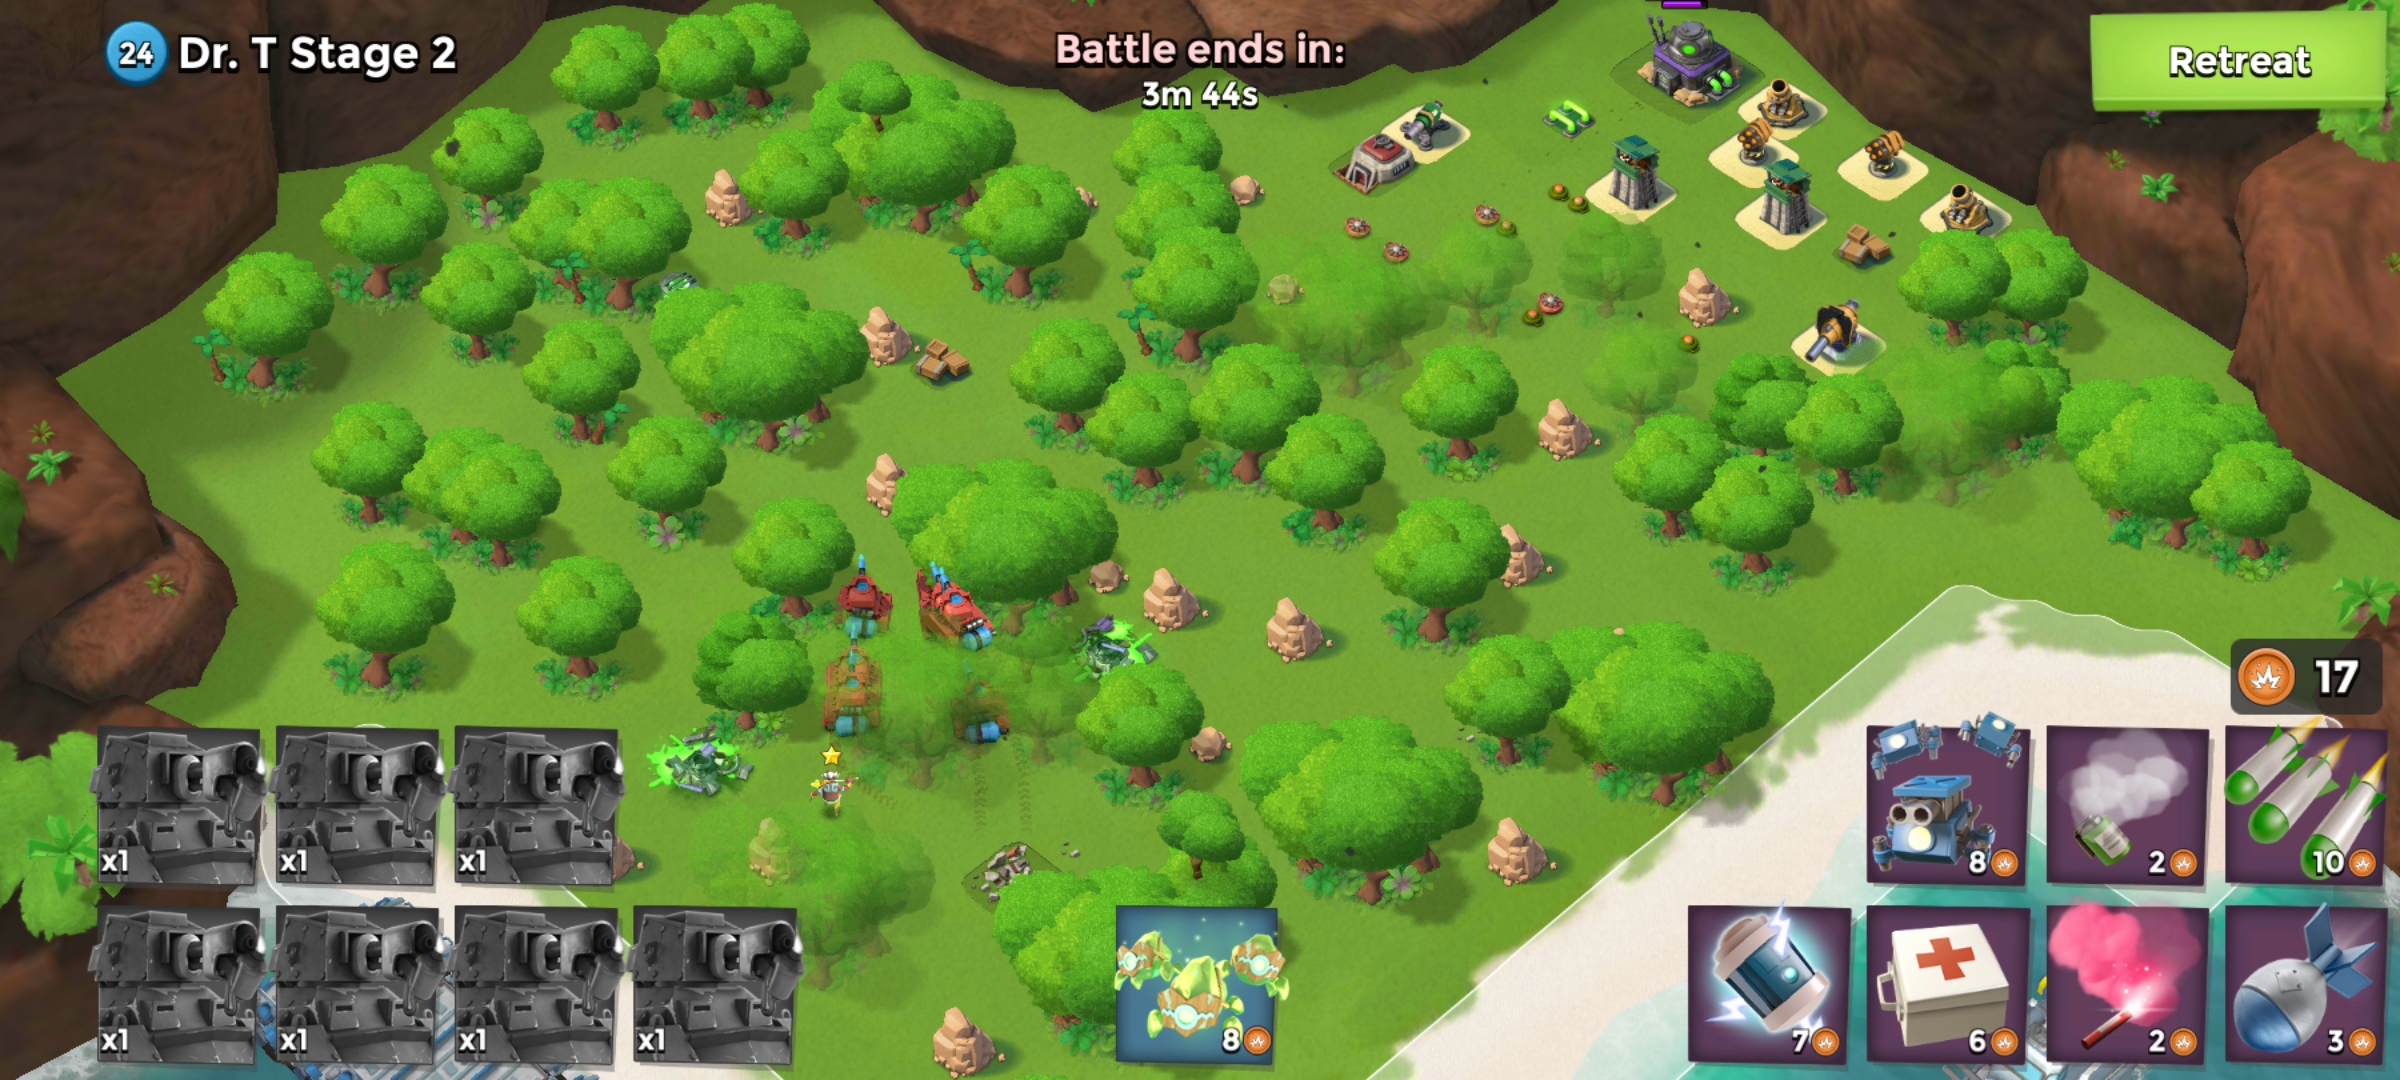 24 Dr. T Stage 2
Battle ends in:
3m 44s
Retreat
17
x1 x1 x1
8 2 10
x1 x1 x1 x1
8
7 6 2 3